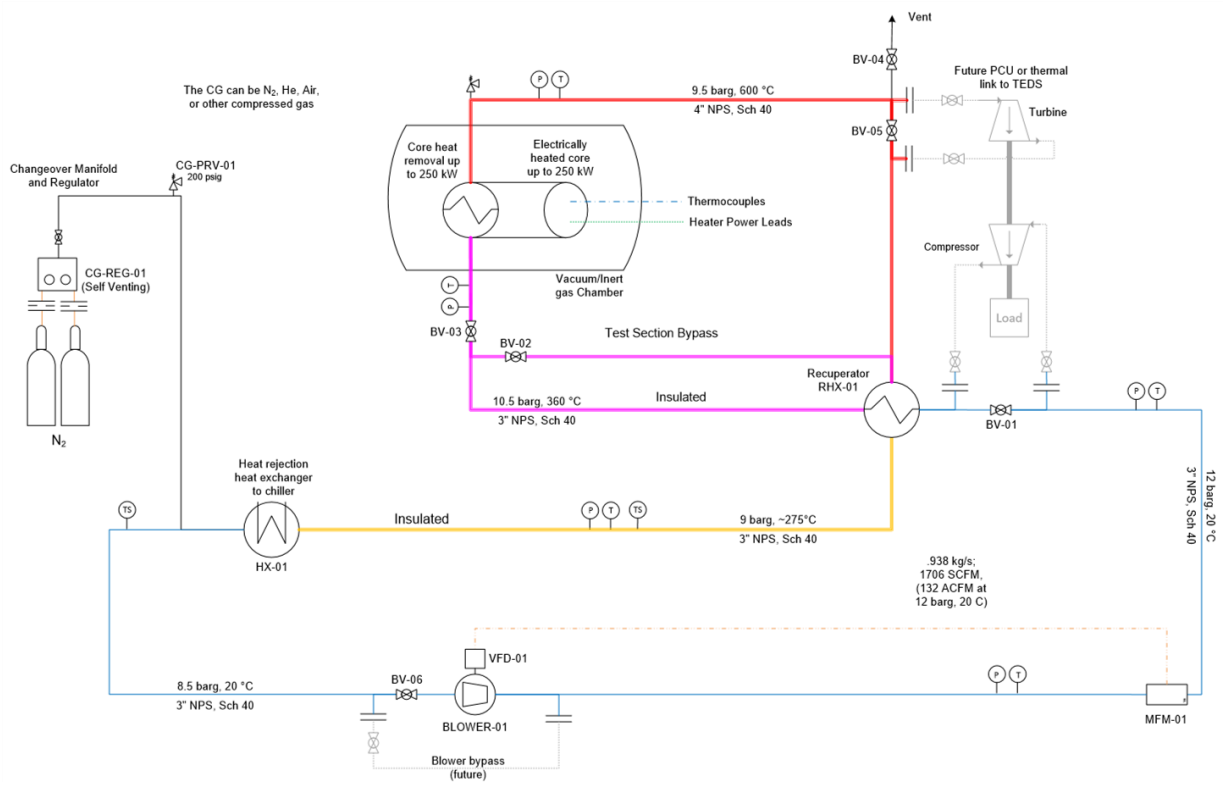 Vent
BV-04
The CG can be N2, He, Air,
or other compressed gas
P
T
9.5 barg, 600 °C
4" NPS, Sch 40
Future PCU or thermal
link to TEDS
Turbine
BV-05
Changeover Manifold
and Regulator
CG-PRV-01
200 psig
Core heat
removal up
to 250 kW
Electrically
heated core
up to 250 kW
Thermocouples
Heater Power Leads
Compressor
CG-REG-01
(Self Venting)
Vacuum/Inert
gas Chamber
T
P
BV-03
BV-02
Test Section Bypass
Load
Recuperator
RHX-01
10.5 barg, 360 °C
Insulated
3" NPS, Sch 40
BV-01
P
T
N2
Heat rejection
heat exchanger
to chiller
12 barg, 20 °C
3" NPS, Sch 40
TS
Insulated
P
T
TS
9 barg, ~275°C
3" NPS, Sch 40
HX-01
.938 kg/s;
1706 SCFM,
(132 ACFM at
12 barg, 20 C)
VFD-01
8.5 barg, 20 °C
3" NPS, Sch 40
BV-06
BLOWER-01
P
T
MFM-01
Blower bypass
(future)